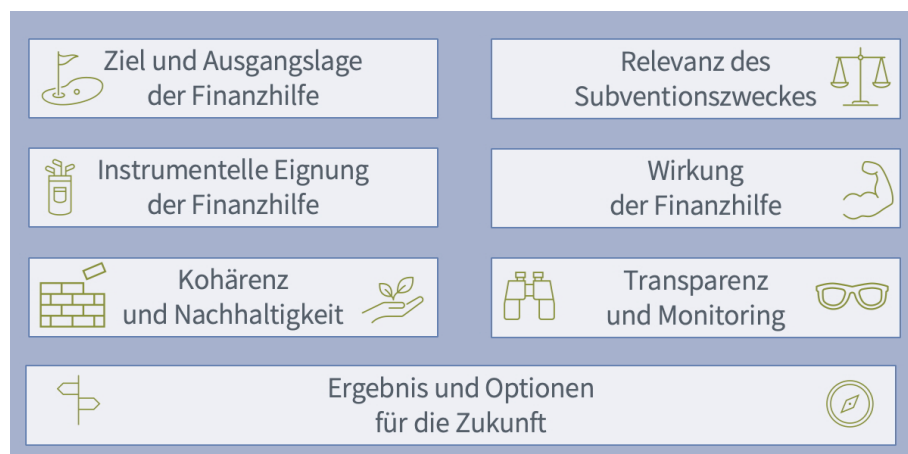 Ziel und Ausgangslage
der Finanzhilfe
Relevanz des
Subventionszweckes
Instrumentelle Eignung
der Finanzhilfe
Wirkung
der Finanzhilfe
Kohärenz
und Nachhaltigkeit
Transparenz
und Monitoring
Ergebnis und Optionen
für die Zukunft